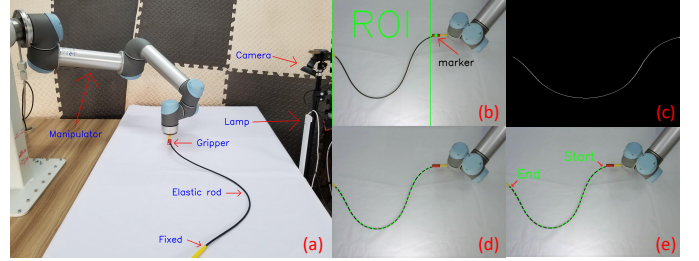 Camera
Manipulator
Lamp
Gripper
Elastic rod
Fixed
(a)
ROI
marker
(b)
(c)
(d)
Start
End
(e)